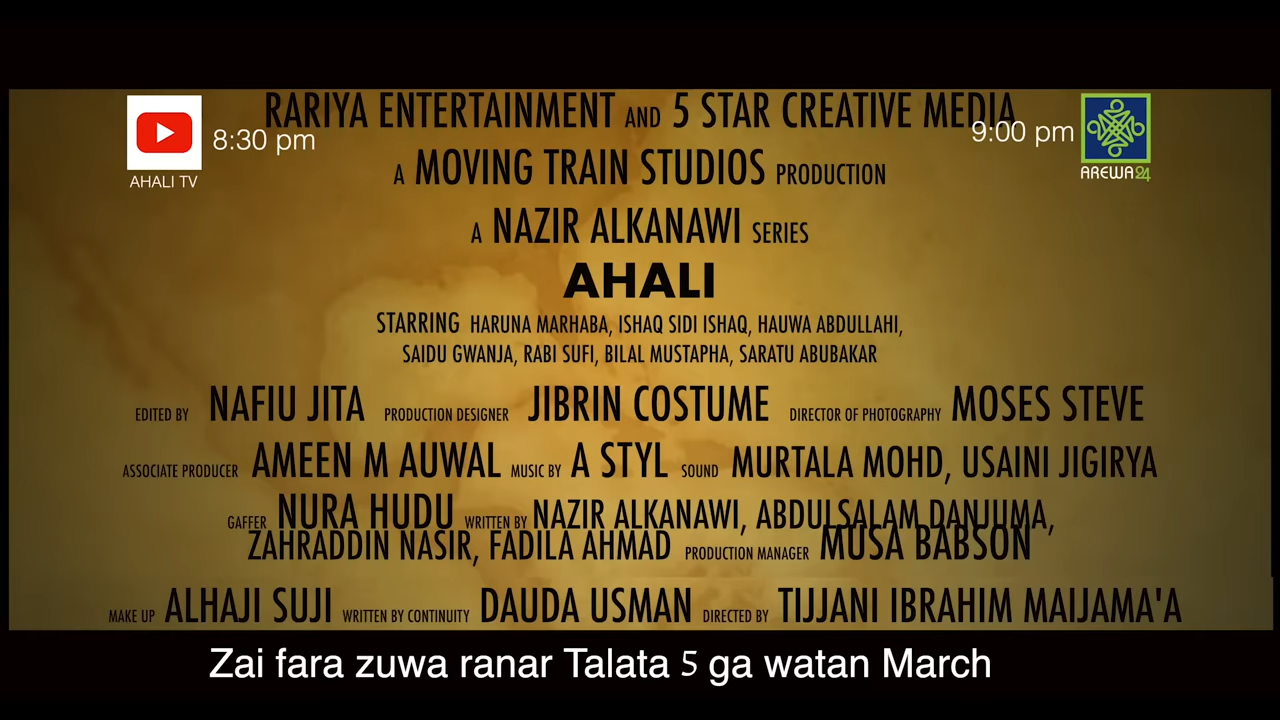 RARIYA ENTERTAINMENT AND 5 STAR CREATIVE MEDIA
8:30 pm
9:00 pm
AHALI TV
AREWA24
A MOVING TRAIN STUDIOS PRODUCTION
A NAZIR ALKANAWI SERIES
AHALI
STARRING HARUNA MARHABA, ISHAQ SIDI ISHAQ, HAUWA ABDULLAHI,
SAIDU GWANJA, RABI SUFI, BILAL MUSTAPHA, SARATU ABUBAKAR
EDITED BY NAFIU JITA PRODUCTION DESIGNER JIBRIN COSTUME DIRECTOR OF PHOTOGRAPHY MOSES STEVE
ASSOCIATE PRODUCER AMEEN M AUWAL MUSIC BY A STYL SOUND MURTALA MOHD, USAINI JIGIRYA
GAFFER NURA HUDU WRITTEN BY NAZIR ALKANAWI, ABDULSALAM DANJUMA,
ZAHRADDIN NASIR, FADILA AHMAD PRODUCTION MANAGER MUSA BABSON
MAKE UP ALHAJI SUJI WRITTEN BY CONTINUITY DAUDA USMAN DIRECTED BY TIJJANI IBRAHIM MAIJAMA'A
Zai fara zuwa ranar Talata 5 ga watan March